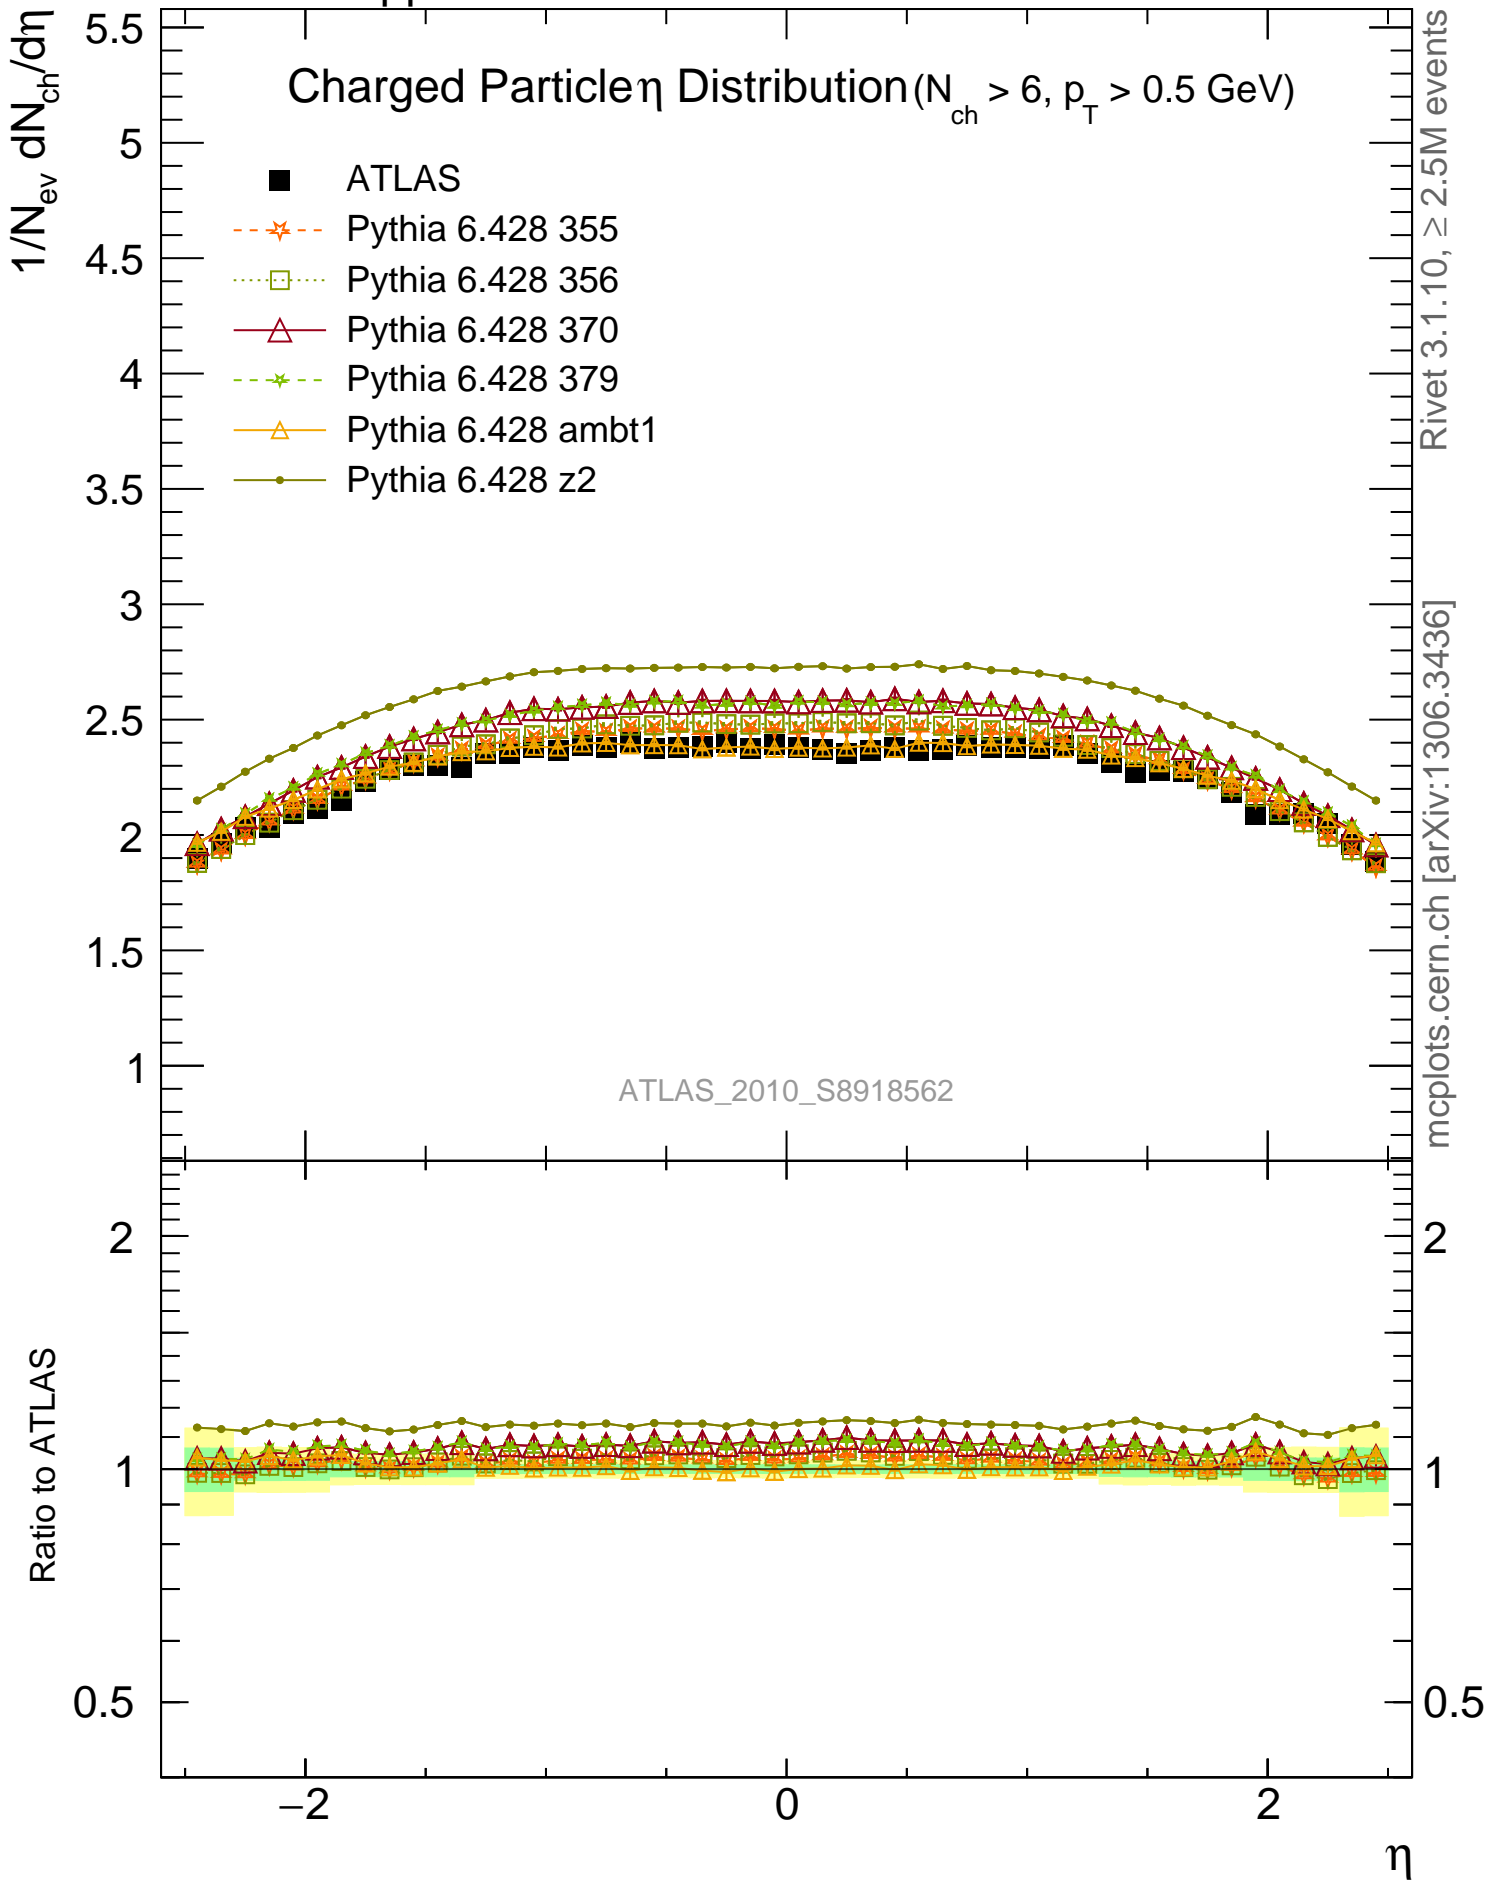 Charged Particle η Distribution (N_ch > 6, p_T > 0.5 GeV)
1/N_ev dN_ch/dη
ATLAS
Pythia 6.428 355
Pythia 6.428 356
Pythia 6.428 370
Pythia 6.428 379
Pythia 6.428 ambt1
Pythia 6.428 z2
5.5
5
4.5
4
3.5
3
2.5
2
1.5
1
ATLAS_2010_S8918562
Rivet 3.1.10, ≥ 2.5M events
mcplots.cern.ch [arXiv:1306.3436]
Ratio to ATLAS
2
1
0.5
2
1
0.5
−2
0
2
η